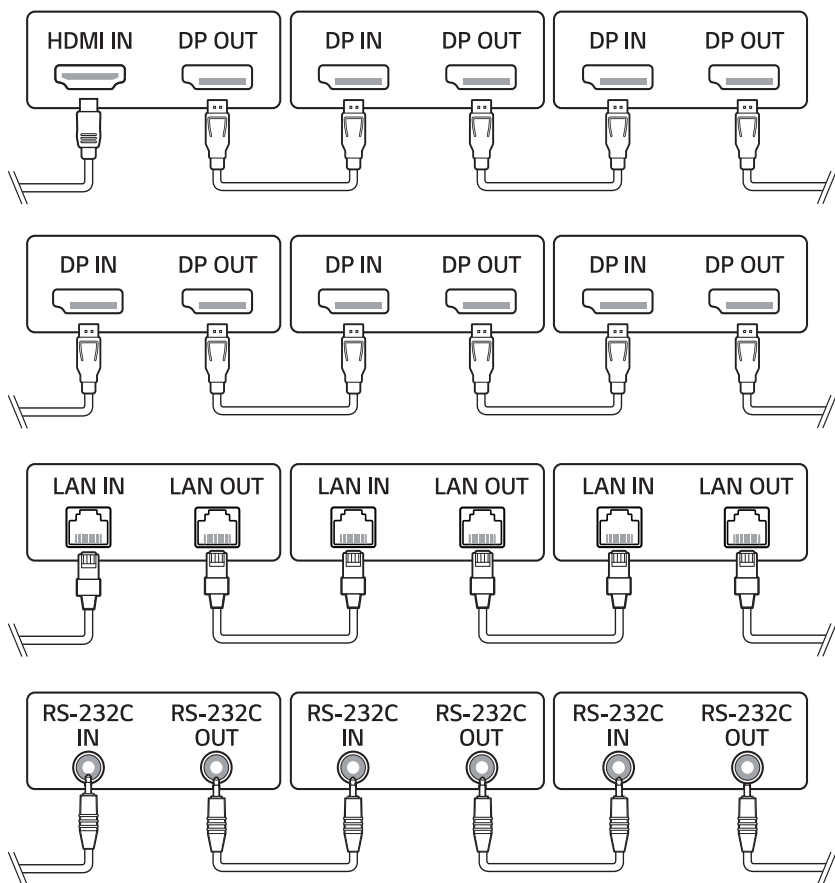 HDMI IN DP OUT DP IN DP OUT DP IN DP OUT
DP IN DP OUT DP IN DP OUT DP IN DP OUT
LAN IN LAN OUT LAN IN LAN OUT LAN IN LAN OUT
RS-232C RS-232C RS-232C RS-232C RS-232C RS-232C
IN OUT IN OUT IN OUT